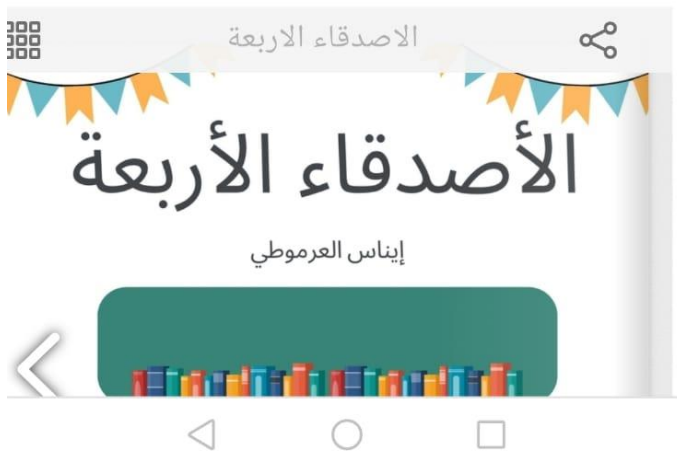 الاصدقاء الاربعة
الأصدقاء الأربعة
إيناس العرموطي